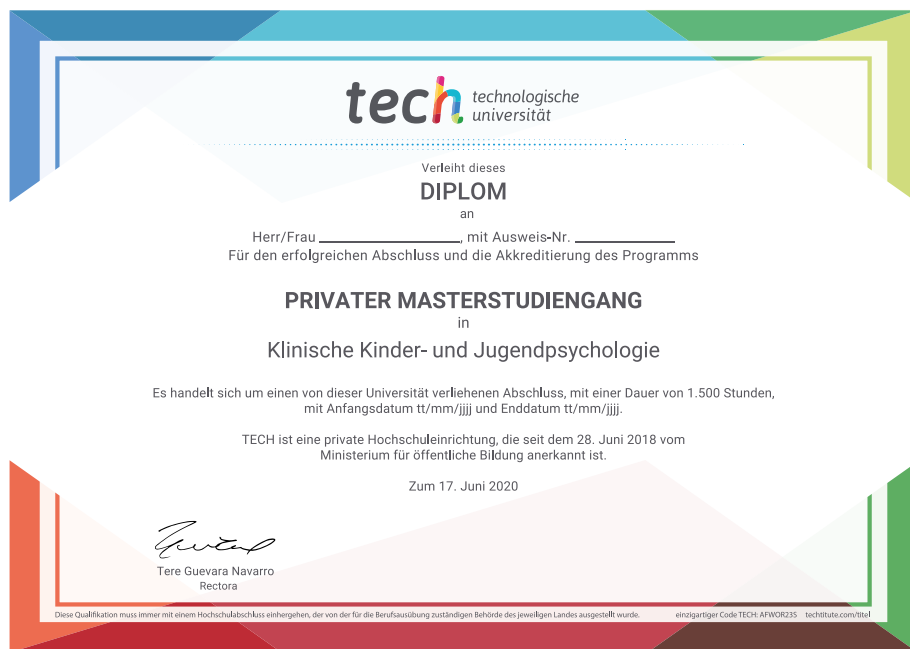 tech technologische
universität
Verleiht dieses
DIPLOM
an
Herr/Frau ____________________, mit Ausweis-Nr. ______________
Für den erfolgreichen Abschluss und die Akkreditierung des Programms
PRIVATER MASTERSTUDIENGANG
in
Klinische Kinder- und Jugendpsychologie
Es handelt sich um einen von dieser Universität verliehenen Abschluss, mit einer Dauer von 1.500 Stunden,
mit Anfangsdatum tt/mm/jjjj und Enddatum tt/mm/jjjj.
TECH ist eine private Hochschuleinrichtung, die seit dem 28. Juni 2018 vom
Ministerium für öffentliche Bildung anerkannt ist.
Zum 17. Juni 2020
Tere Guevara Navarro
Rectora
Diese Qualifikation muss immer mit einem Hochschulabschluss einhergehen, der von der für die Berufsausübung zuständigen Behörde des jeweiligen Landes ausgestellt wurde. einzigartiger Code TECH: AFWOR23S techtitute.com/titel